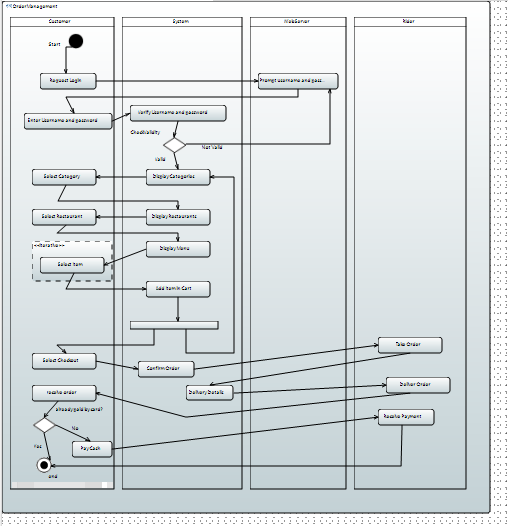 OrderManagement
Customer
System
WebServer
Rider
Start
Request Login
Prompt username and pass...
Enter Username and password
Verify Username and password
CheckValidity
Not Valid
Valid
Select Category
Display Categories
Select Restaurant
Display Restaurants
<<iterative>>
Display Menu
Select Item
Add Item in Cart
Take Order
Select Checkout
Confirm Order
receive order
Delivery Details
Deliver Order
already paid by card?
Receive Payment
No
Yes
Pay Cash
end